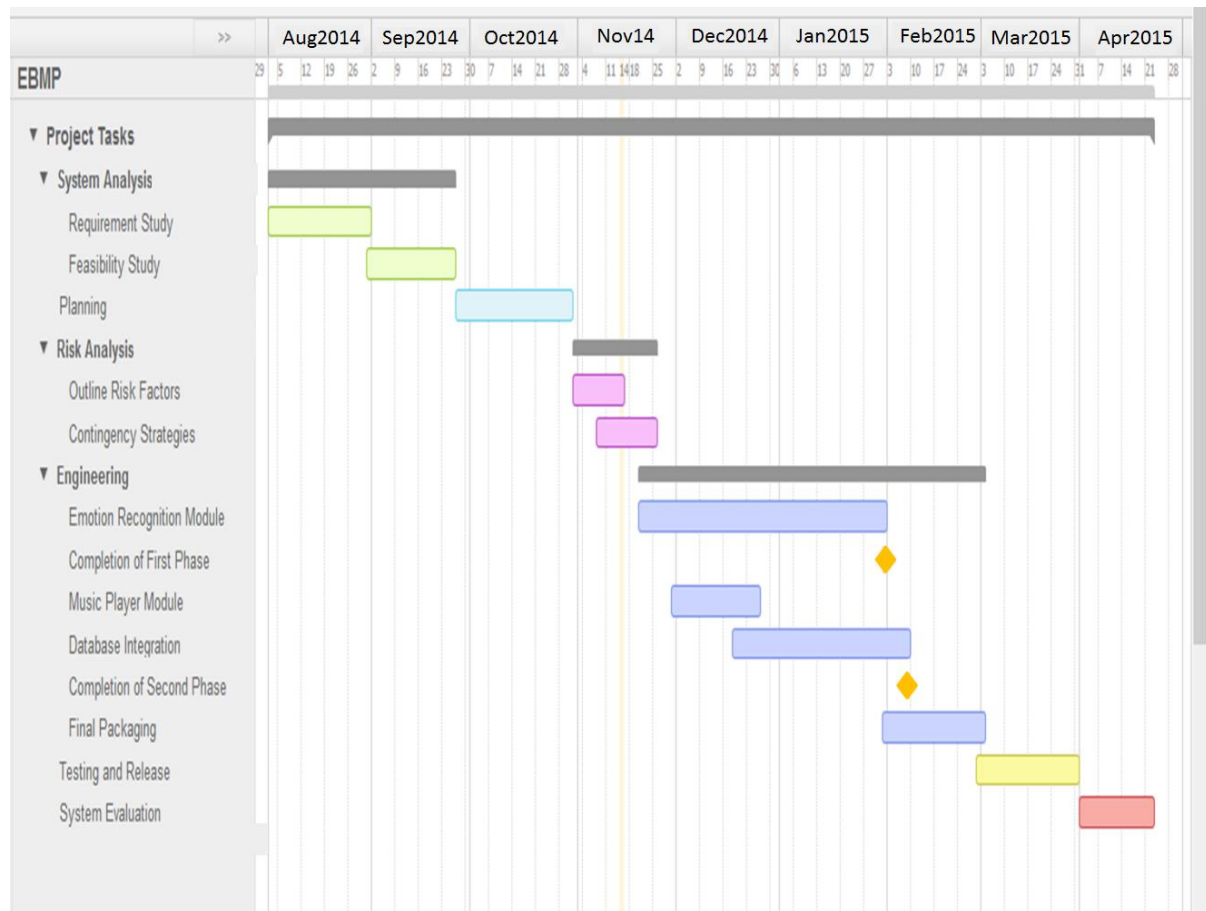 >> Aug2014 Sep2014 Oct2014 Nov14 Dec2014 Jan2015 Feb2015 Mar2015 Apr2015
EBMP 29 5 12 19 26 2 9 16 23 30 7 14 21 28 4 11 14 18 25 2 9 16 23 30 6 13 20 27 3 10 17 24 3 10 17 24 31 7 14 21 28
▼ Project Tasks
▼ System Analysis
Requirement Study
Feasibility Study
Planning
▼ Risk Analysis
Outline Risk Factors
Contingency Strategies
▼ Engineering
Emotion Recognition Module
Completion of First Phase
Music Player Module
Database Integration
Completion of Second Phase
Final Packaging
Testing and Release
System Evaluation